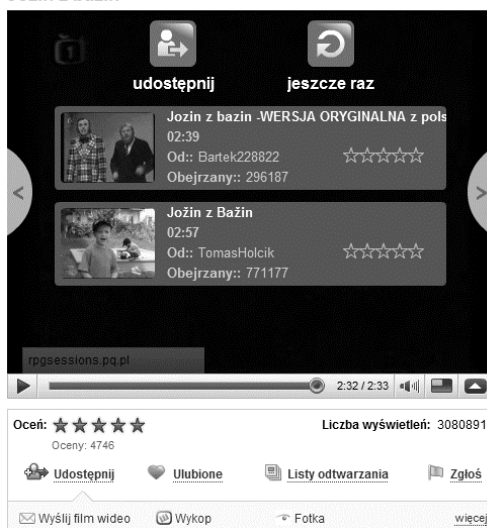 udostępnij jeszcze raz
Jozin z bazin -WERSJA ORYGINALNA z pols
02:39
Od:: Bartek228822
Obejrzany:: 296187
Jožin z Bažin
02:57
Od:: TomasHolcik
Obejrzany:: 771177
rpgsessions.pq.pl
2:32 / 2:33
Oceń: Liczba wyświetleń: 3080891
Oceny: 4746
Udostępnij Ulubione Listy odtwarzania Zgłoś
Wyślij film wideo Wykop Fotka więcej